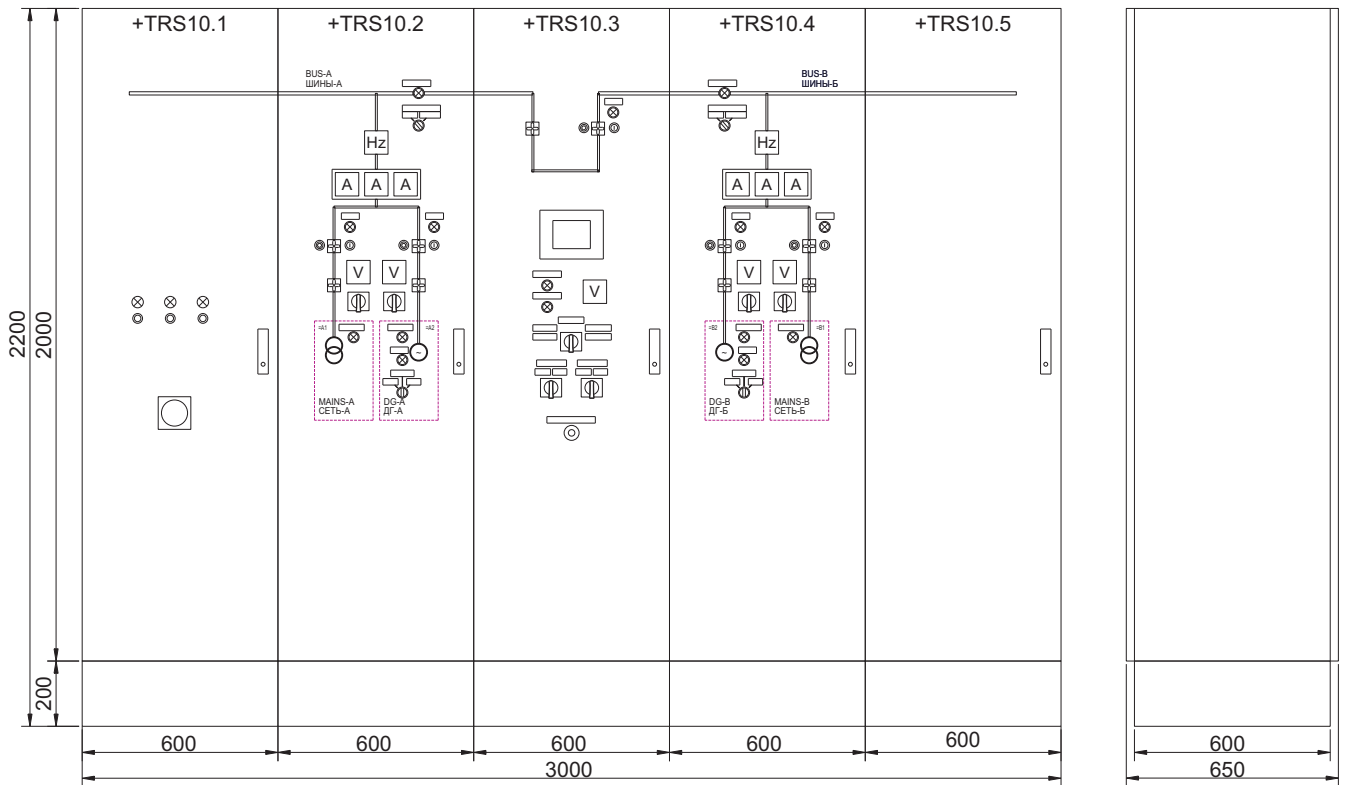 +TRS10.1
+TRS10.2
+TRS10.3
+TRS10.4
+TRS10.5
BUS-A
ШИНЫ-А
BUS-B
ШИНЫ-Б
Hz
Hz
A A A
A A A
V V
V
V V
=A1
=A2
=B2
=B1
~
~
MAINS-A
СЕТЬ-А
DG-A
ДГ-А
DG-B
ДГ-Б
MAINS-B
СЕТЬ-Б
2200
2000
200
600
600
600
600
600
3000
600
650